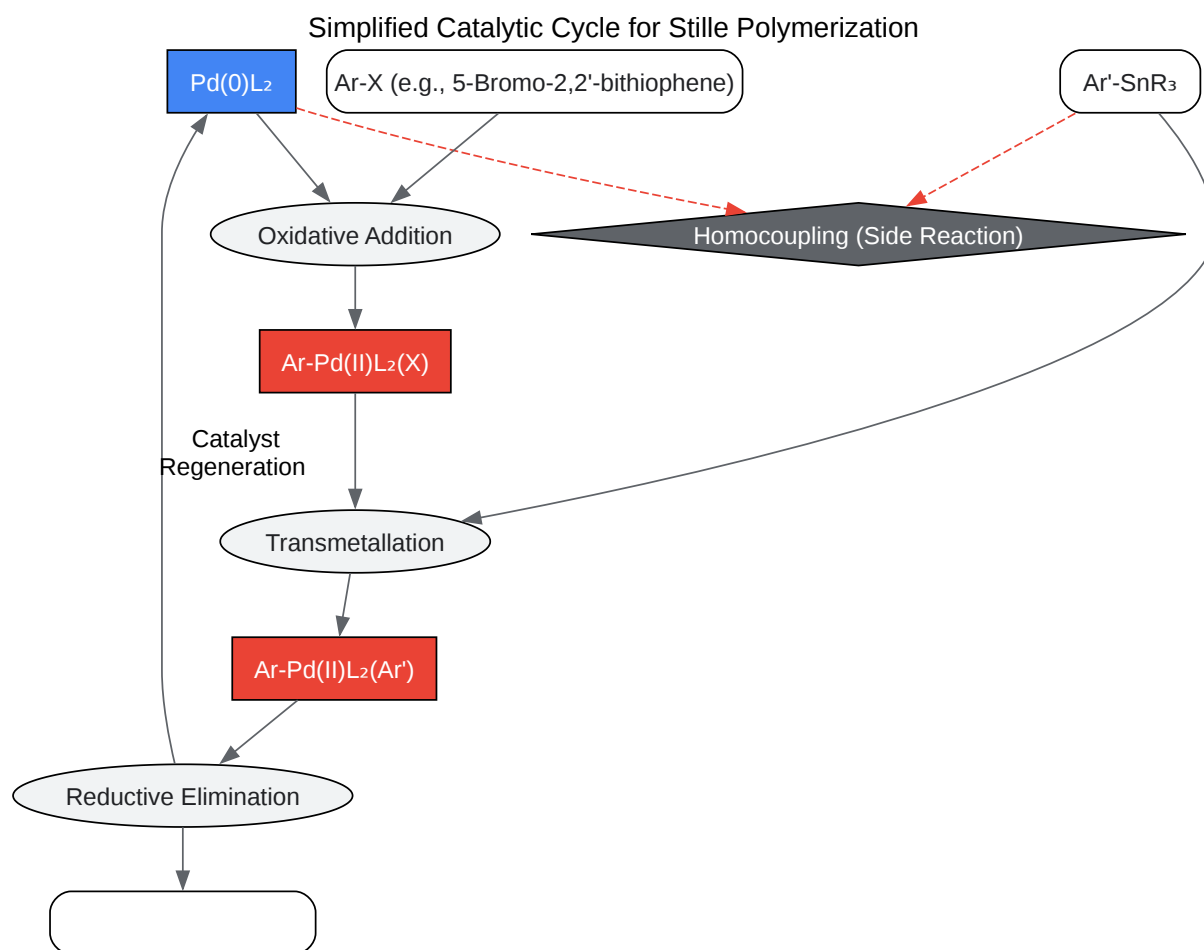 Simplified Catalytic Cycle for Stille Polymerization
Pd(0)L₂
Ar-X (e.g., 5-Bromo-2,2'-bithiophene)
Ar'-SnR₃
Oxidative Addition
Homocoupling (Side Reaction)
Ar-Pd(II)L₂(X)
Catalyst
Regeneration
Transmetallation
Ar-Pd(II)L₂(Ar')
Reductive Elimination